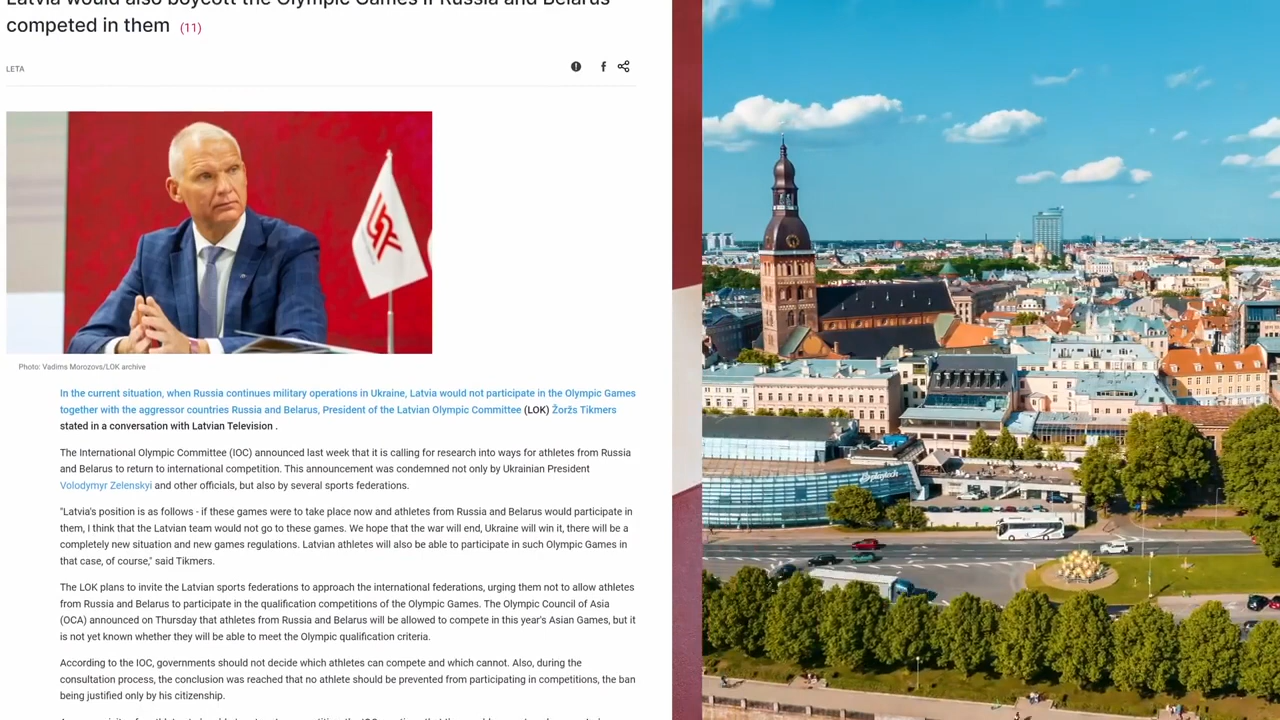 Latvia would also boycott the Olympic Games if Russia and Belarus
competed in them (11)
LETA
Photo: Vadims Morozovs/LOK archive
In the current situation, when Russia continues military operations in Ukraine, Latvia would not participate in the Olympic Games
together with the aggressor countries Russia and Belarus, President of the Latvian Olympic Committee (LOK) Žoržs Tikmers
stated in a conversation with Latvian Television .
The International Olympic Committee (IOC) announced last week that it is calling for research into ways for athletes from Russia
and Belarus to return to international competition. This announcement was condemned not only by Ukrainian President
Volodymyr Zelenskyi and other officials, but also by several sports federations.
"Latvia's position is as follows - if these games were to take place now and athletes from Russia and Belarus would participate in
them, I think that the Latvian team would not go to these games. We hope that the war will end, Ukraine will win it, there will be a
completely new situation and new games regulations. Latvian athletes will also be able to participate in such Olympic Games in
that case, of course," said Tikmers.
The LOK plans to invite the Latvian sports federations to approach the international federations, urging them not to allow athletes
from Russia and Belarus to participate in the qualification competitions of the Olympic Games. The Olympic Council of Asia
(OCA) announced on Thursday that athletes from Russia and Belarus will be allowed to compete in this year's Asian Games, but it
is not yet known whether they will be able to meet the Olympic qualification criteria.
According to the IOC, governments should not decide which athletes can compete and which cannot. Also, during the
consultation process, the conclusion was reached that no athlete should be prevented from participating in competitions, the ban
being justified only by his citizenship.
playtech